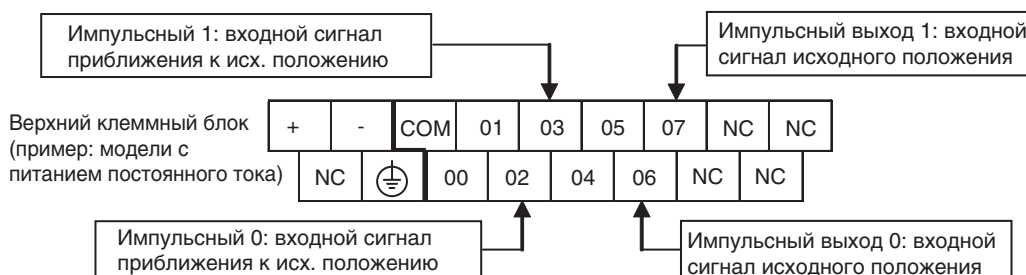 Импульсный 1: входной сигнал
приближения к исх. положению
Импульсный выход 1: входной
сигнал исходного положения
Верхний клеммный блок
(пример: модели с
питанием постоянного тока)
+ - COM 01 03 05 07 NC NC
NC 00 02 04 06 NC NC
Импульсный 0: входной сигнал
приближения к исх. положению
Импульсный выход 0: входной
сигнал исходного положения